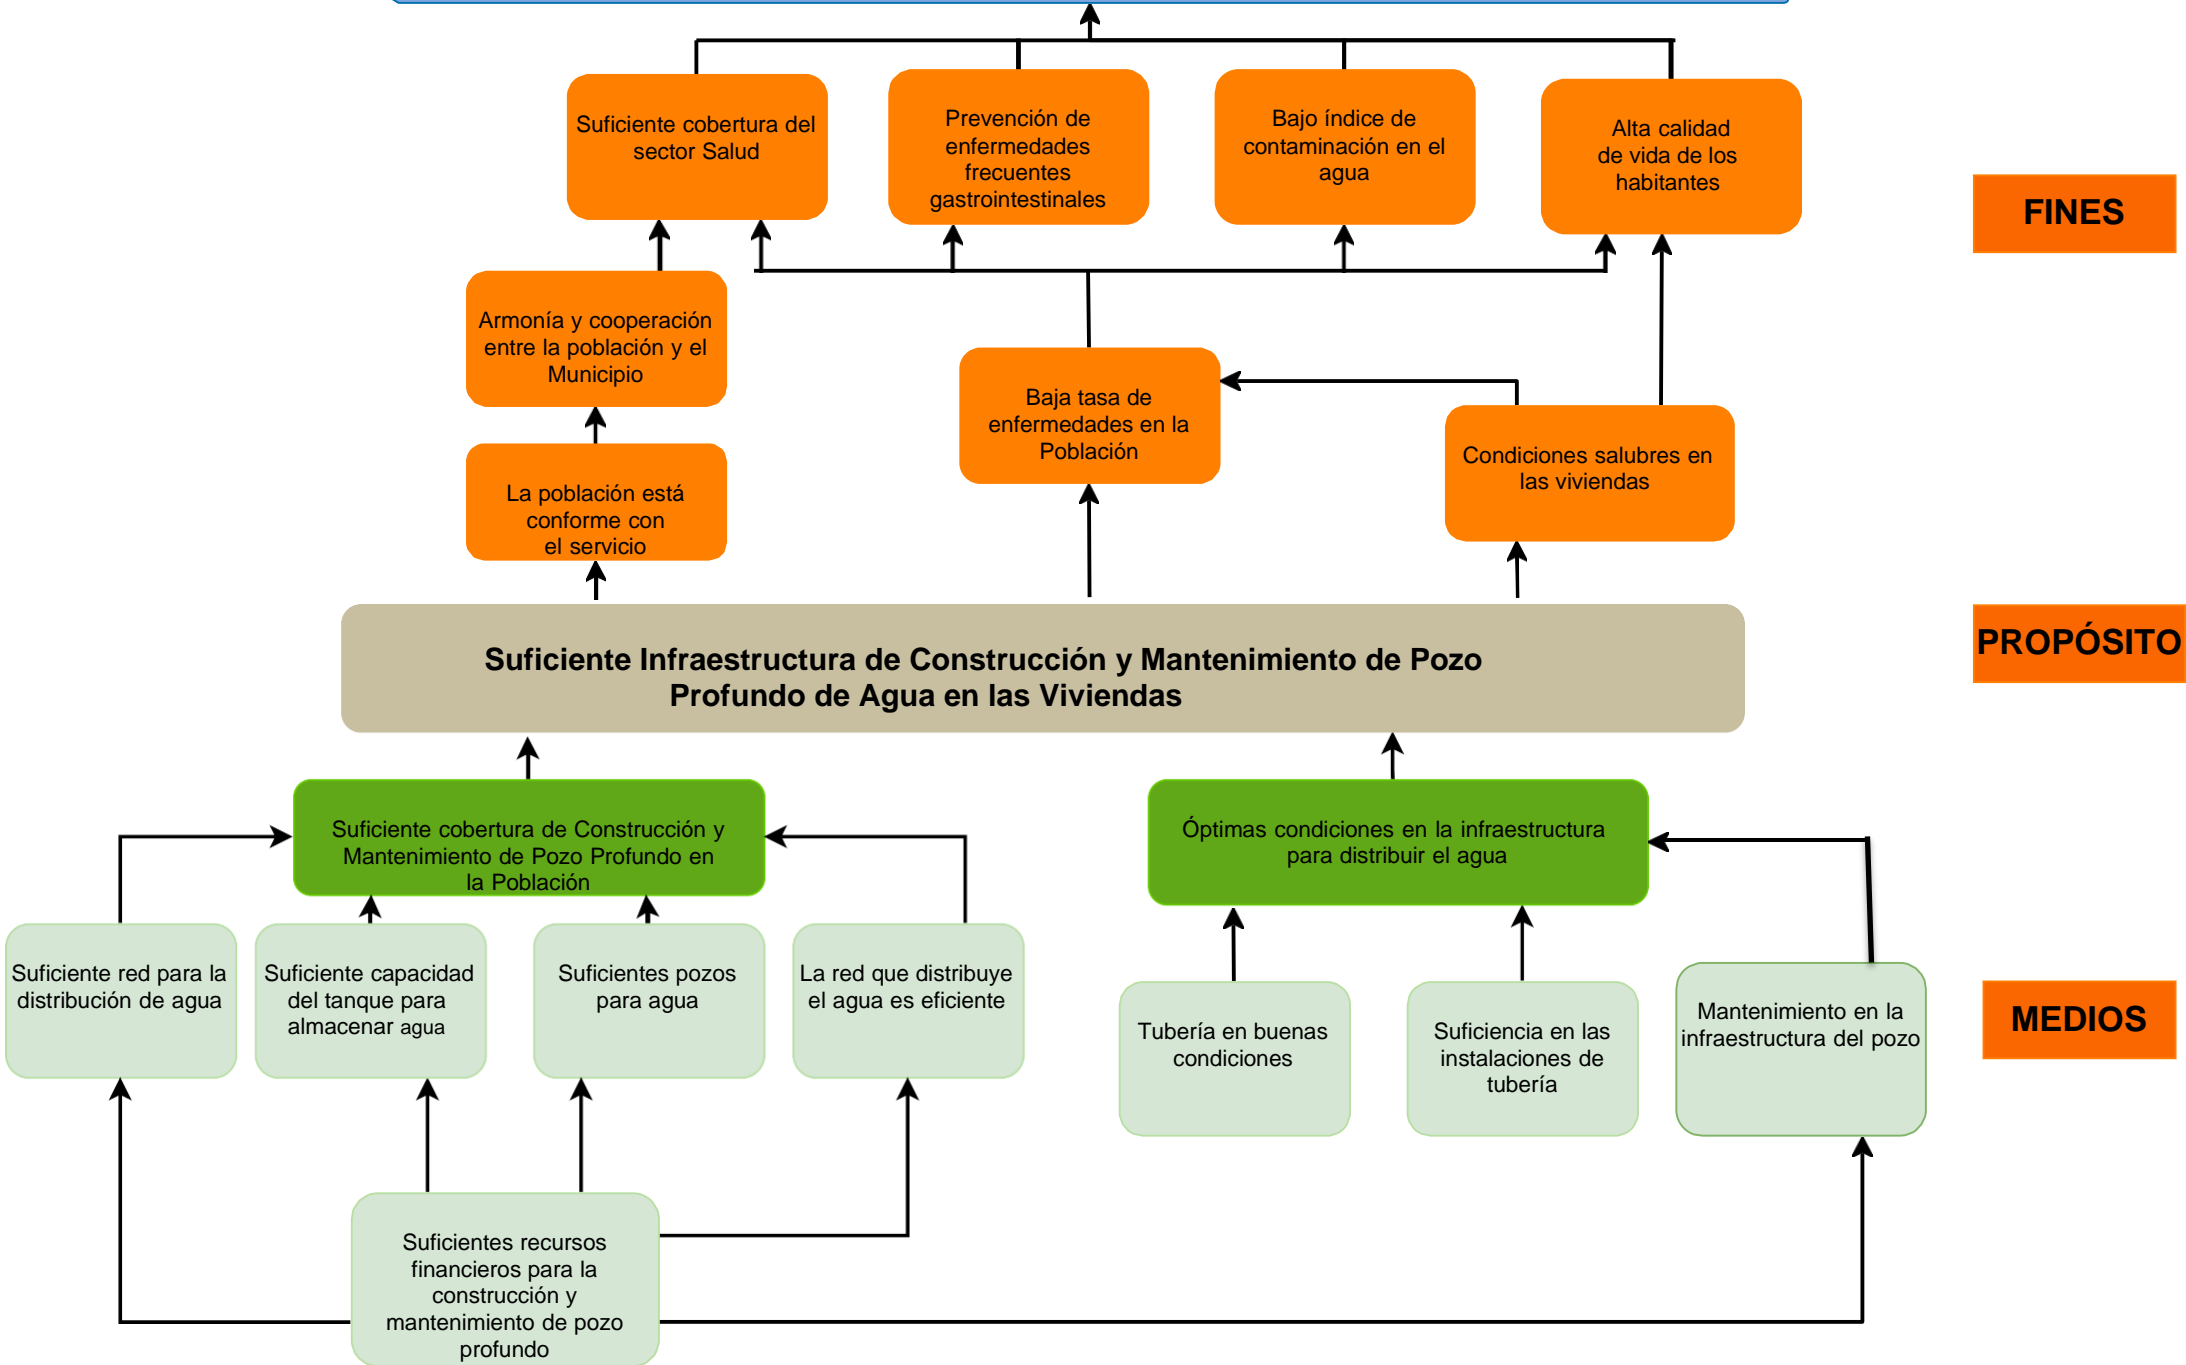 Suficiente cobertura del
sector Salud
Prevención de
enfermedades
frecuentes
gastrointestinales
Bajo índice de
contaminación en el
agua
Alta calidad
de vida de los
habitantes
FINES
Armonía y cooperación
entre la población y el
Municipio
Baja tasa de
enfermedades en la
Población
Condiciones salubres en
las viviendas
La población está
conforme con
el servicio
Suficiente Infraestructura de Construcción y Mantenimiento de Pozo
Profundo de Agua en las Viviendas
PROPÓSITO
Suficiente cobertura de Construcción y
Mantenimiento de Pozo Profundo en
la Población
Óptimas condiciones en la infraestructura
para distribuir el agua
Suficiente red para la
distribución de agua
Suficiente capacidad
del tanque para
almacenar agua
Suficientes pozos
para agua
La red que distribuye
el agua es eficiente
Tubería en buenas
condiciones
Suficiencia en las
instalaciones de
tubería
Mantenimiento en la
infraestructura del pozo
MEDIOS
Suficientes recursos
financieros para la
construcción y
mantenimiento de pozo
profundo